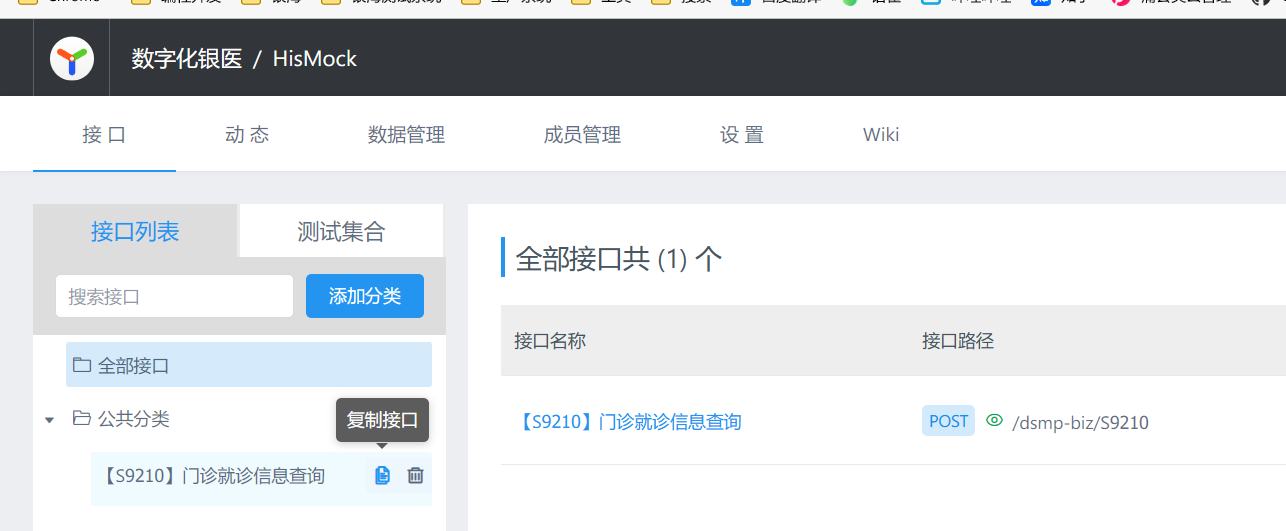 数字化银医 / HisMock
接 口 动 态 数据管理 成员管理 设 置 Wiki
接口列表 测试集合
搜索接口 添加分类
全部接口
公共分类
复制接口
【S9210】门诊就诊信息查询
全部接口共 (1) 个
接口名称 接口路径
【S9210】门诊就诊信息查询 POST /dsmp-biz/S9210